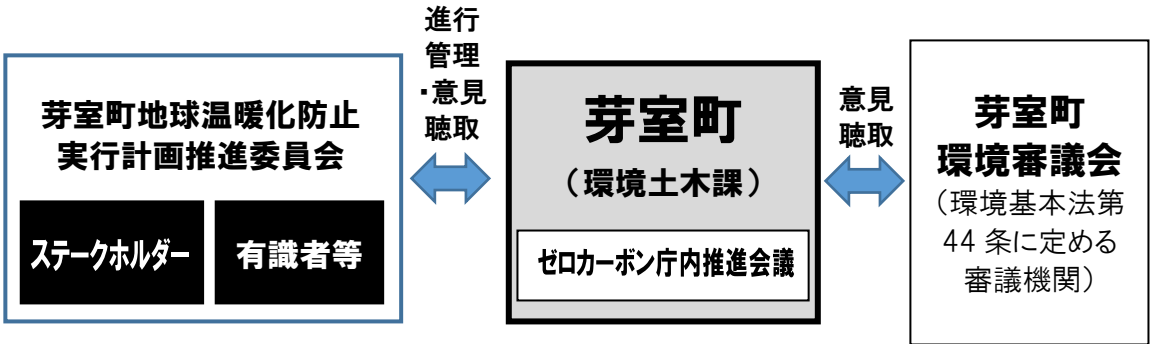 芽室町地球温暖化防止
実行計画推進委員会
ステークホルダー
有識者等
進行
管理
・意見
聴取
芽室町
（環境土木課）
ゼロカーボン庁内推進会議
意見
聴取
芽室町
環境審議会
（環境基本法第
44 条に定める
審議機関）